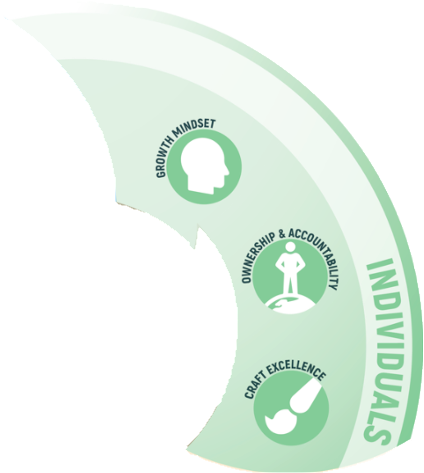 GROWTH MINDSET
OWNERSHIP & ACCOUNTABILITY
CRAFT EXCELLENCE
INDIVIDUALS